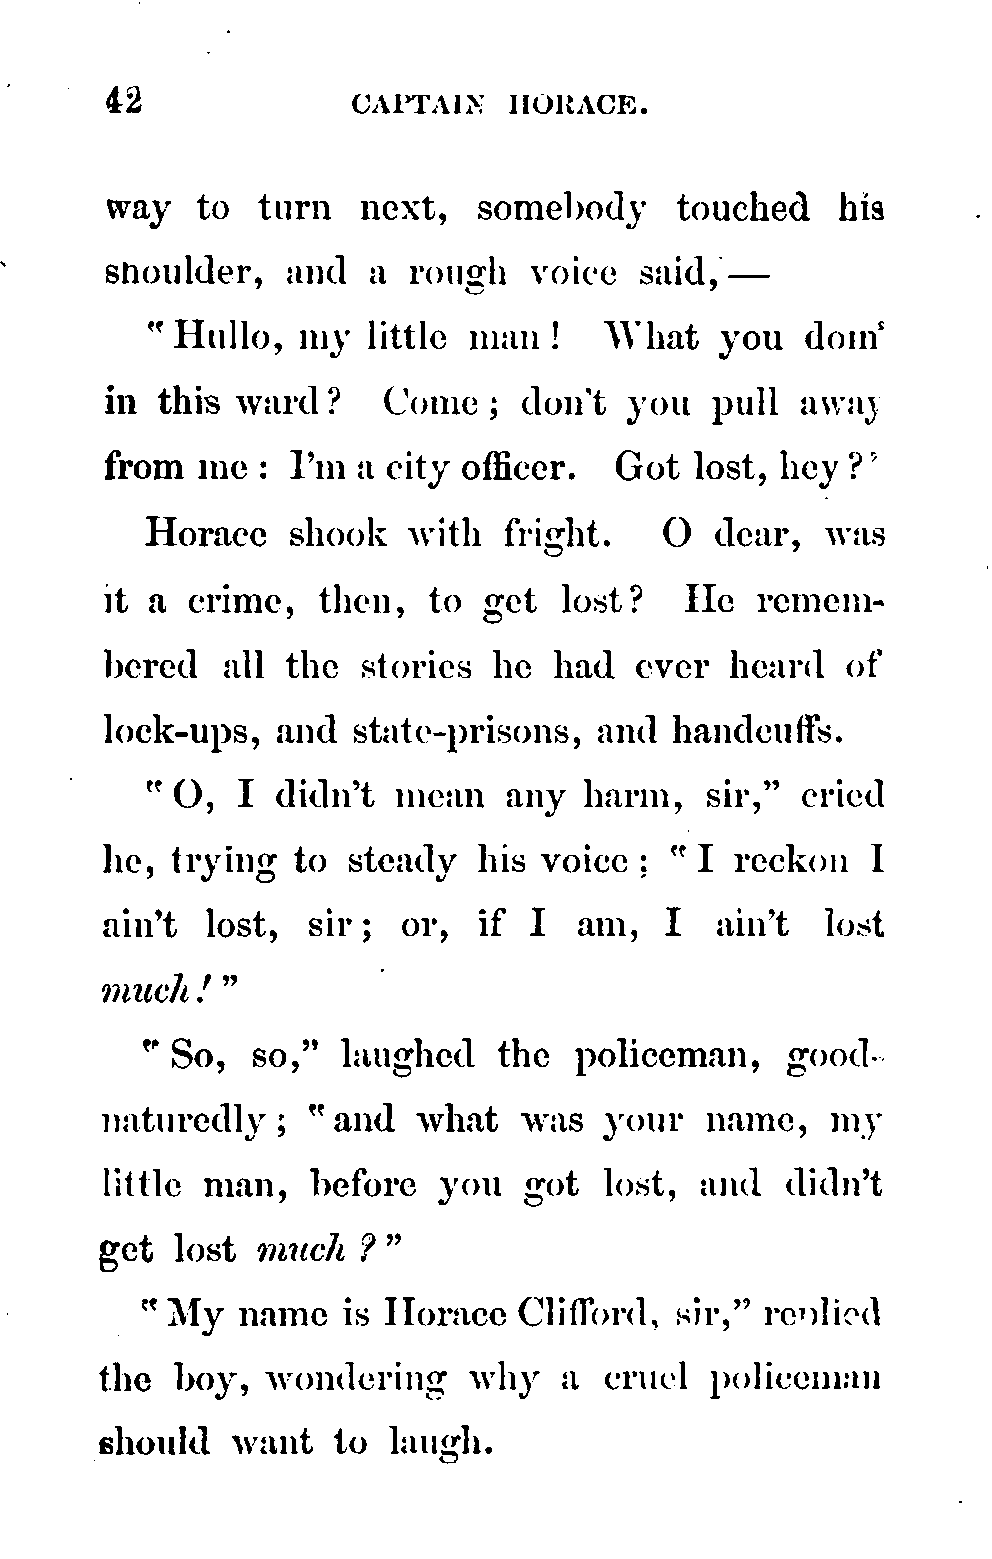 42 CAPTAIN HORACE.
way to turn next, somebody touched his
shoulder, and a rough voice said,—
"Hullo, my little man! What you doin'
in this ward? Come; don't you pull away
from me: I'm a city officer. Got lost, hey?"
Horace shook with fright. O dear, was
it a crime, then, to get lost? He remem-
bered all the stories he had ever heard of
lock-ups, and state-prisons, and handcuffs.
"O, I didn't mean any harm, sir," cried
he, trying to steady his voice; "I reckon I
ain't lost, sir; or, if I am, I ain't lost
much!"
"So, so," laughed the policeman, good-
naturedly; "and what was your name, my
little man, before you got lost, and didn't
get lost much?"
"My name is Horace Clifford, sir," replied
the boy, wondering why a cruel policeman
should want to laugh.